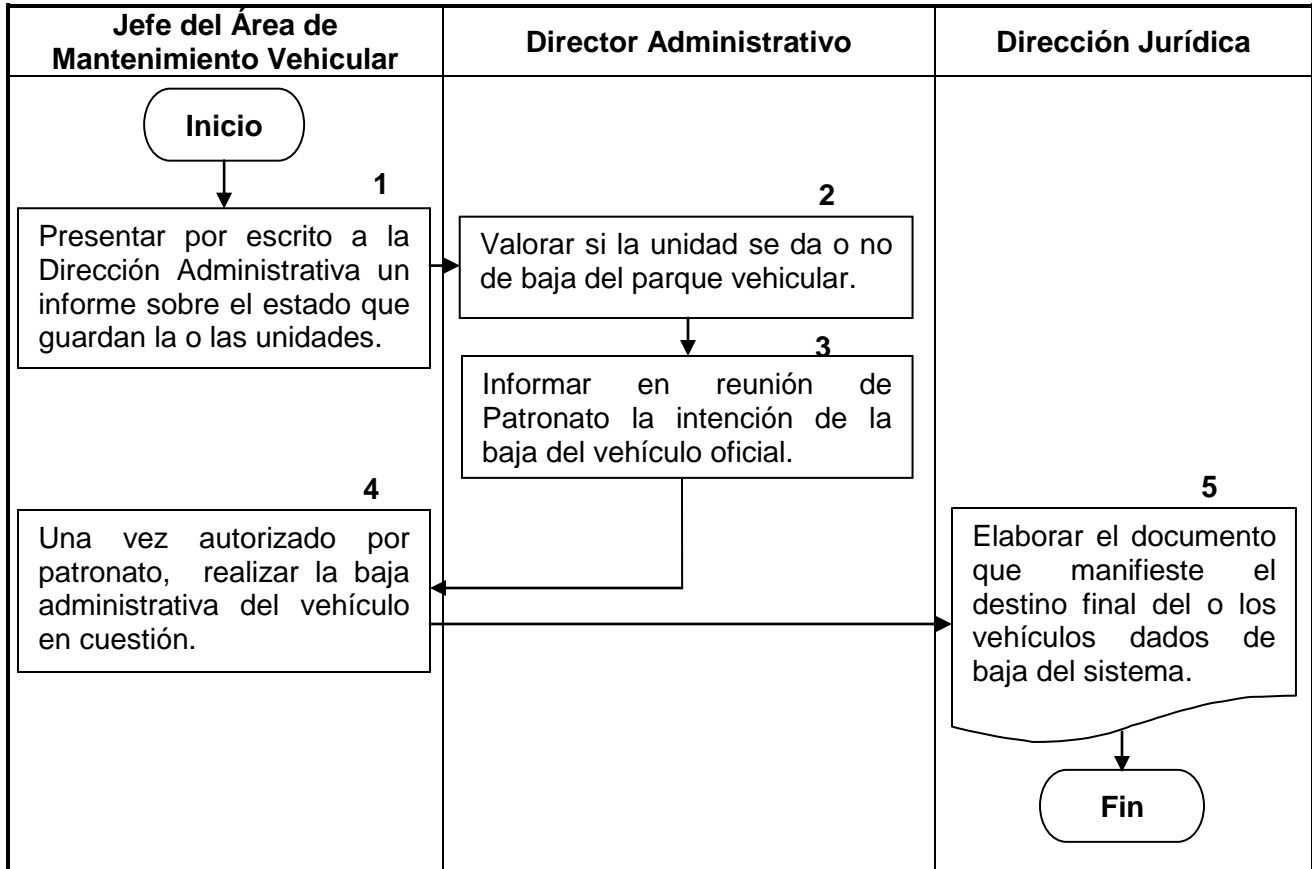 Jefe del Área de
Mantenimiento Vehicular
Director Administrativo
Dirección Jurídica
Inicio
1
Presentar por escrito a la
Dirección Administrativa un
informe sobre el estado que
guardan la o las unidades.
2
Valorar si la unidad se da o no
de baja del parque vehicular.
3
Informar en reunión de
Patronato la intención de la
baja del vehículo oficial.
4
Una vez autorizado por
patronato, realizar la baja
administrativa del vehículo
en cuestión.
5
Elaborar el documento
que manifieste el
destino final del o los
vehículos dados de
baja del sistema.
Fin